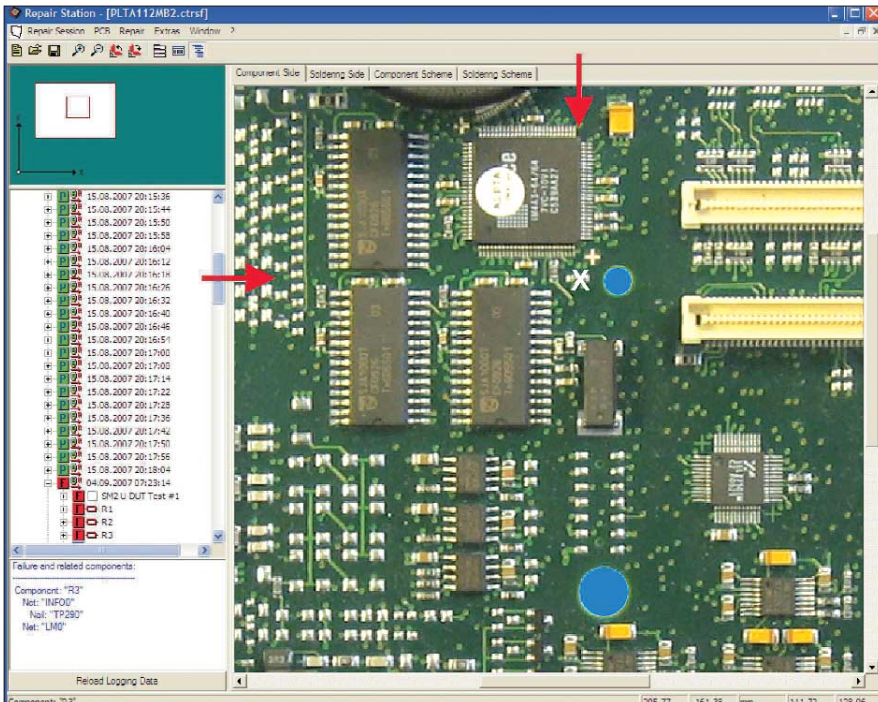 Repair Station - [PLTA112MB2.ctrsf]
Repair Session PCB Repair Extras Window ?
Component Side Soldering Side Component Scheme Soldering Scheme
15.08.2007 20:15:36
15.08.2007 20:15:44
15.08.2007 20:15:50
15.08.2007 20:15:58
15.08.2007 20:16:04
15.08.2007 20:16:12
15.08.2007 20:16:18
15.08.2007 20:16:26
15.08.2007 20:16:32
15.08.2007 20:16:40
15.08.2007 20:16:46
15.08.2007 20:16:54
15.08.2007 20:17:00
15.08.2007 20:17:08
15.08.2007 20:17:14
15.08.2007 20:17:22
15.08.2007 20:17:28
15.08.2007 20:17:36
15.08.2007 20:17:42
15.08.2007 20:17:50
15.08.2007 20:17:56
15.08.2007 20:18:04
04.09.2007 07:23:14
SM2 U DUT Test #1
R1
R2
R3
Failure and related components:
Component: "R3"
Net: "INFO0"
Nail: "TP290"
Net: "LM0"
Reload Logging Data
X
Component: "R3"
mm